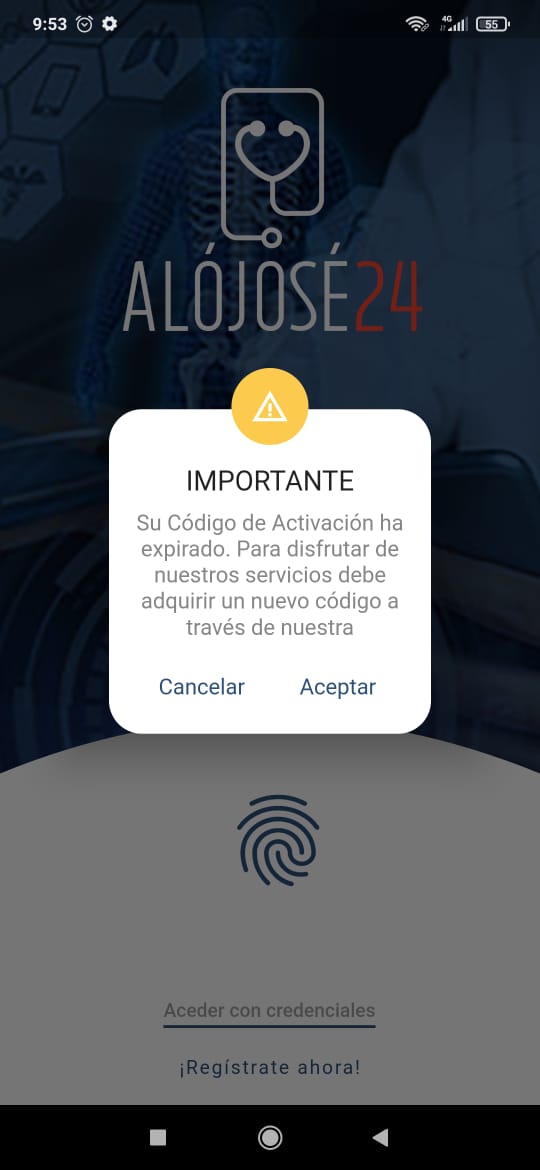 9:53
4G
55
ALÓJOSÉ24
IMPORTANTE
Su Código de Activación ha
expirado. Para disfrutar de
nuestros servicios debe
adquirir un nuevo código a
través de nuestra
Cancelar Aceptar
Aceder con credenciales
¡Regístrate ahora!